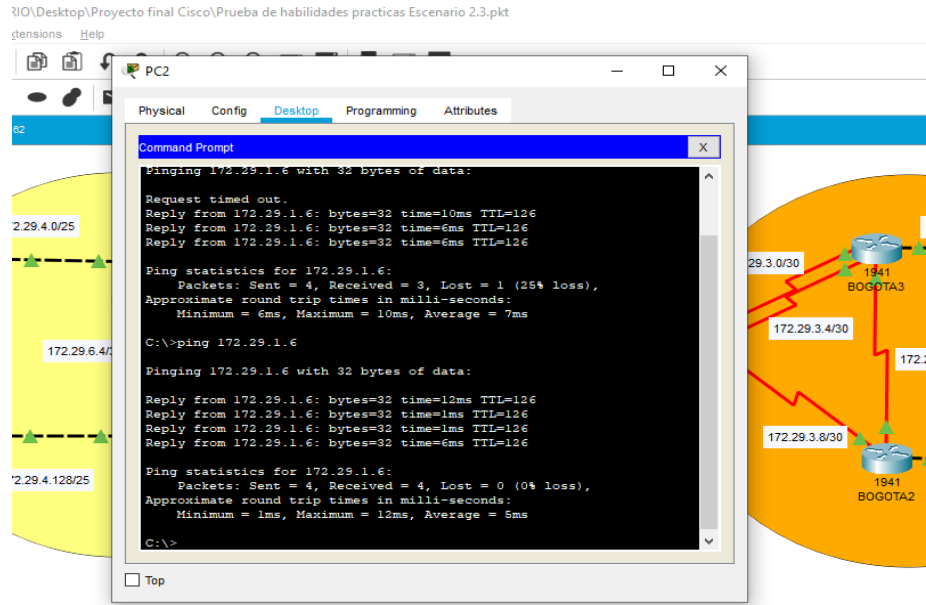 RIO\Desktop\Proyecto final Cisco\Prueba de habilidades practicas Escenario 2.3.pkt
xtensions Help
PC2
Physical Config Desktop Programming Attributes
62
Command Prompt X
Pinging 172.29.1.6 with 32 bytes of data:
Request timed out.
Reply from 172.29.1.6: bytes=32 time=10ms TTL=126
Reply from 172.29.1.6: bytes=32 time=6ms TTL=126
Reply from 172.29.1.6: bytes=32 time=6ms TTL=126
Ping statistics for 172.29.1.6:
Packets: Sent = 4, Received = 3, Lost = 1 (25% loss),
Approximate round trip times in milli-seconds:
Minimum = 6ms, Maximum = 10ms, Average = 7ms
C:\>ping 172.29.1.6
Pinging 172.29.1.6 with 32 bytes of data:
Reply from 172.29.1.6: bytes=32 time=12ms TTL=126
Reply from 172.29.1.6: bytes=32 time=1ms TTL=126
Reply from 172.29.1.6: bytes=32 time=1ms TTL=126
Reply from 172.29.1.6: bytes=32 time=6ms TTL=126
Ping statistics for 172.29.1.6:
Packets: Sent = 4, Received = 4, Lost = 0 (0% loss),
Approximate round trip times in milli-seconds:
Minimum = 1ms, Maximum = 12ms, Average = 5ms
C:\>
Top
2.29.4.0/25
172.29.6.4/3
2.29.4.128/25
29.3.0/30
1941
BOGOTA3
172.29.3.4/30
172.2
172.29.3.8/30
1941
BOGOTA2